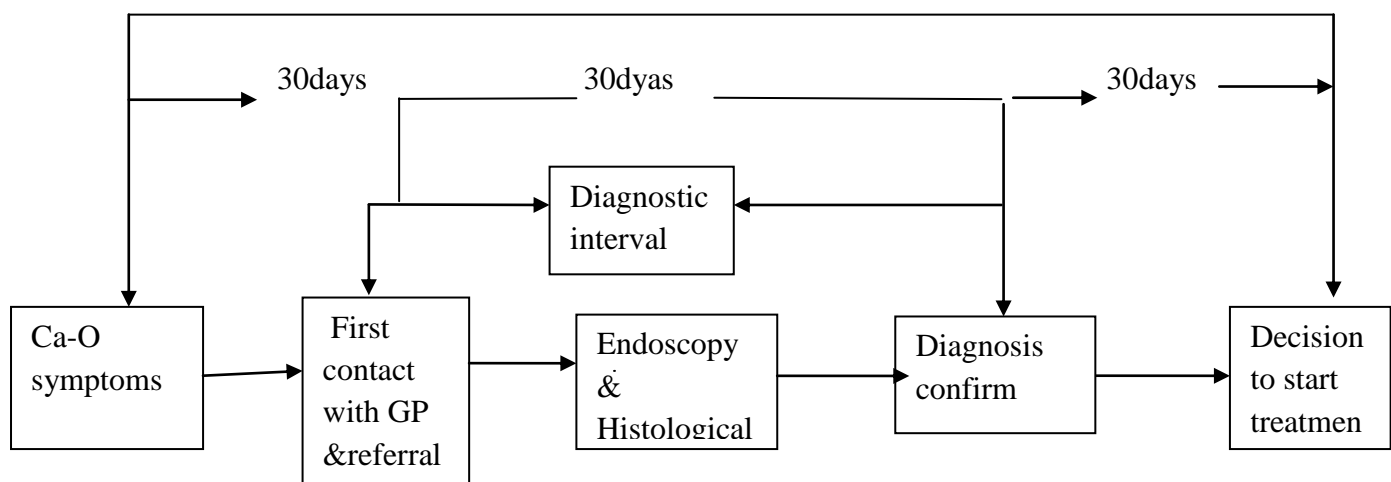 30days
30dyas
30days
Diagnostic
interval
Ca-O
symptoms
First
contact
with GP
&referral
Endoscopy
&
Histological
Diagnosis
confirm
Decision
to start
treatmen